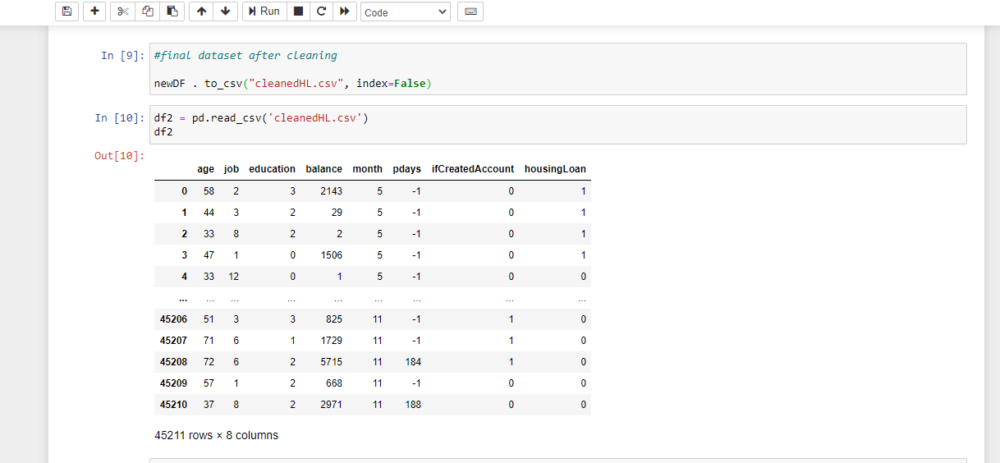 Run
Code
In [9]:
#final dataset after cleaning
newDF . to_csv("cleanedHL.csv", index=False)
In [10]:
df2 = pd.read_csv('cleanedHL.csv')
df2
Out[10]:
age job education balance month pdays ifCreatedAccount housingLoan
0 58 2 3 2143 5 -1 0 1
1 44 3 2 29 5 -1 0 1
2 33 8 2 2 5 -1 0 1
3 47 1 0 1506 5 -1 0 1
4 33 12 0 1 5 -1 0 0
... ... ... ... ... ... ... ... ...
45206 51 3 3 825 11 -1 1 0
45207 71 6 1 1729 11 -1 1 0
45208 72 6 2 5715 11 184 1 0
45209 57 1 2 668 11 -1 0 0
45210 37 8 2 2971 11 188 0 0
45211 rows × 8 columns